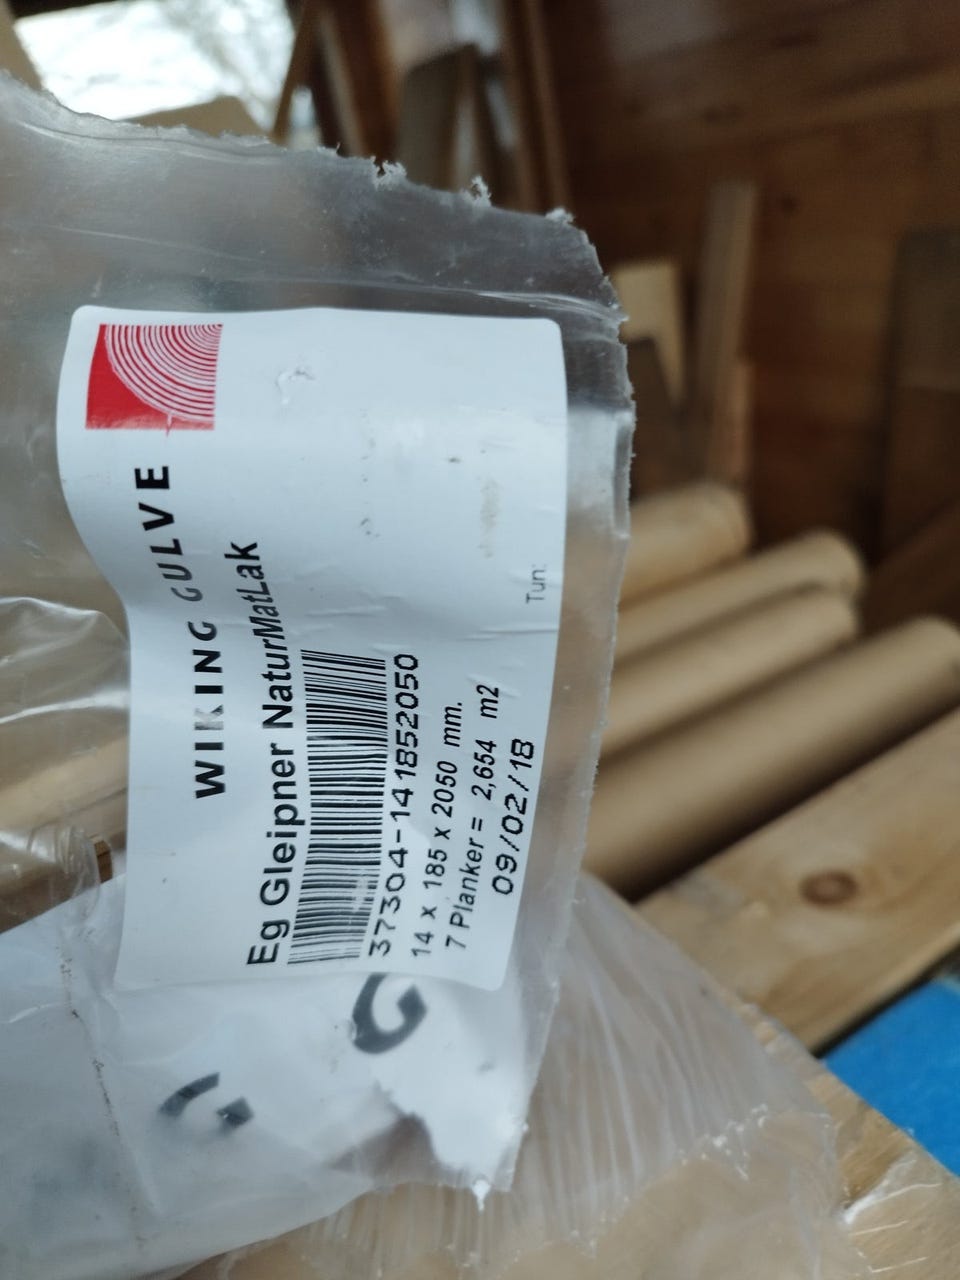 WIKING GULVE
Eg Gleipner NaturMatLak
37304-141852050
14 x 185 x 2050 mm.
7 Planker = 2,654 m2
09/02/18
Tun: